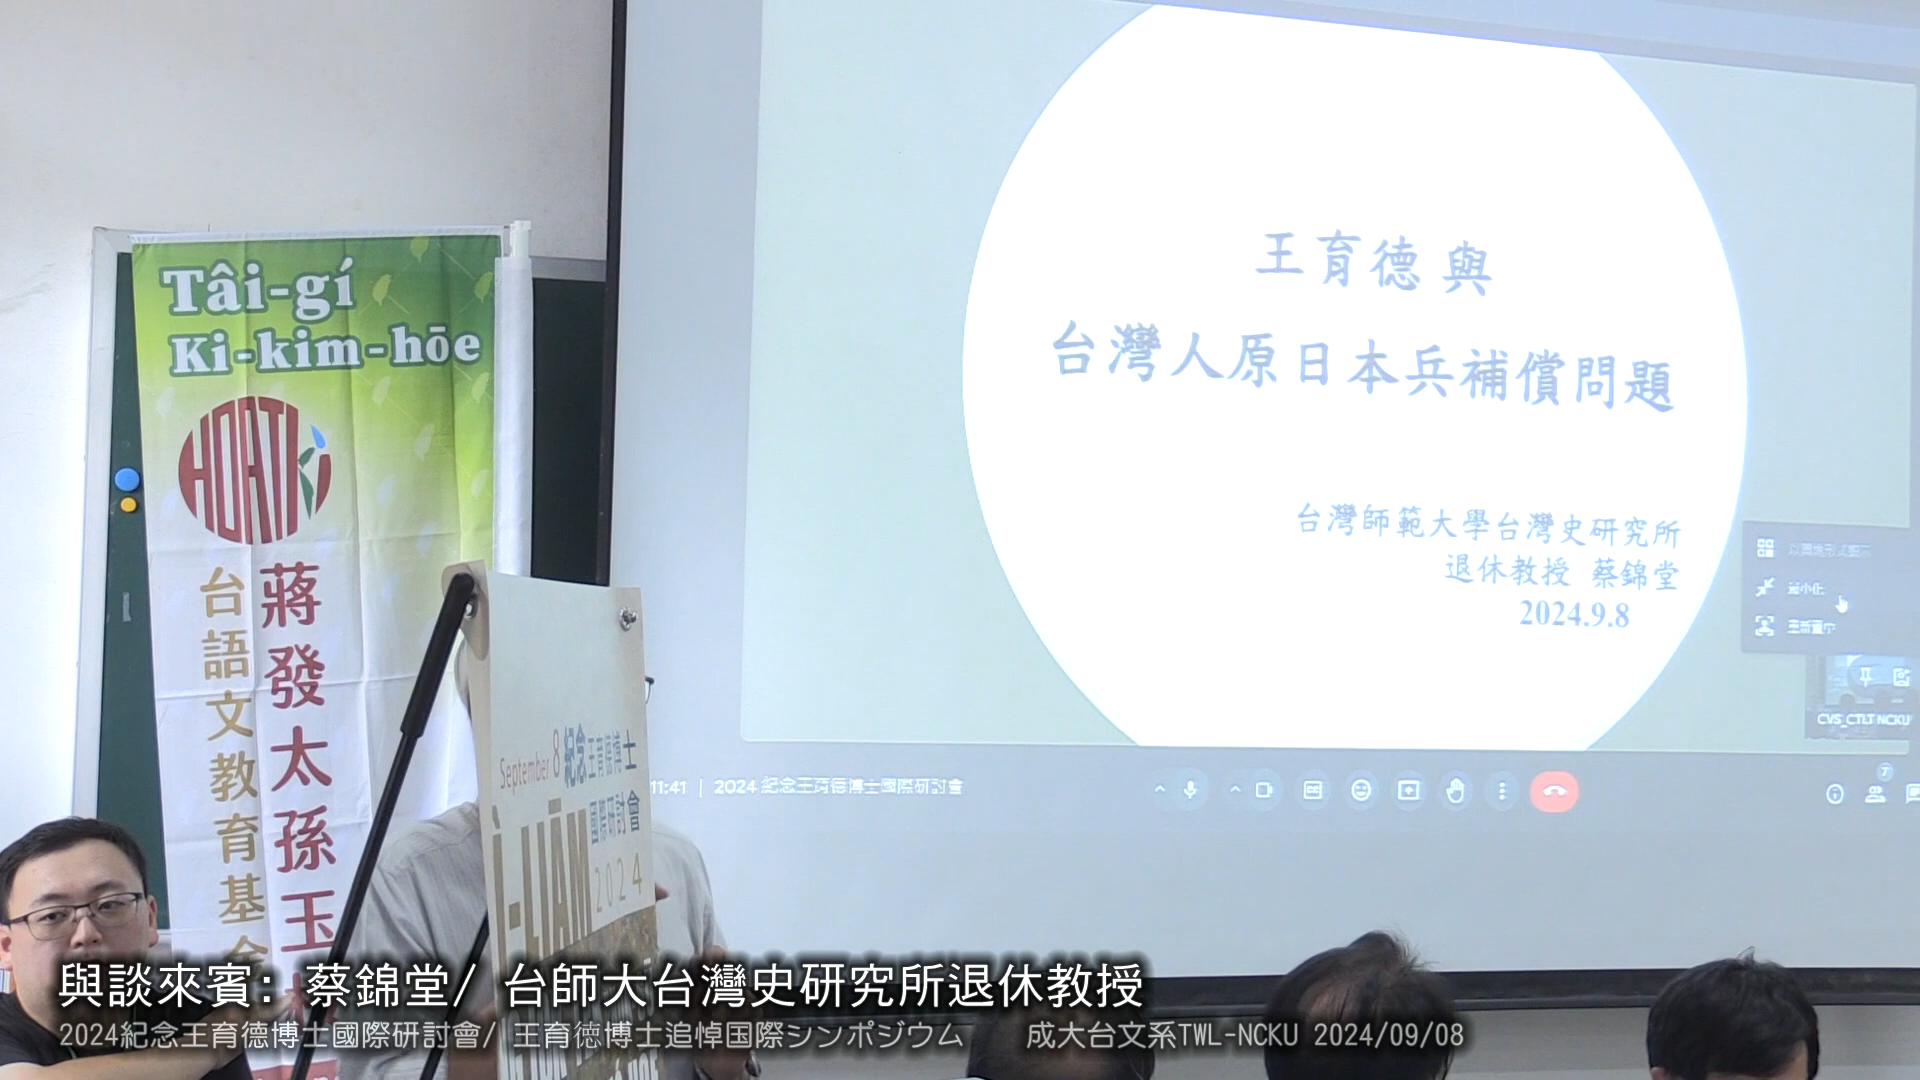 Tâi-gí
Ki-kim-hōe
HOATKi
蔣發太孫玉
台語文教育基金
September 8 紀念王育德博士
國際研討會
2024
王育德 與
台灣人原日本兵補償問題
台灣師範大學台灣史研究所
退休教授 蔡錦堂
2024.9.8
最小化
CVS_CTLT NCKU
11:41 | 2024 紀念王育德博士國際研討會
7
與談來賓: 蔡錦堂/ 台師大台灣史研究所退休教授
2024紀念王育德博士國際研討會/ 王育徳博士追悼国際シンポジウム 成大台文系TWL-NCKU 2024/09/08